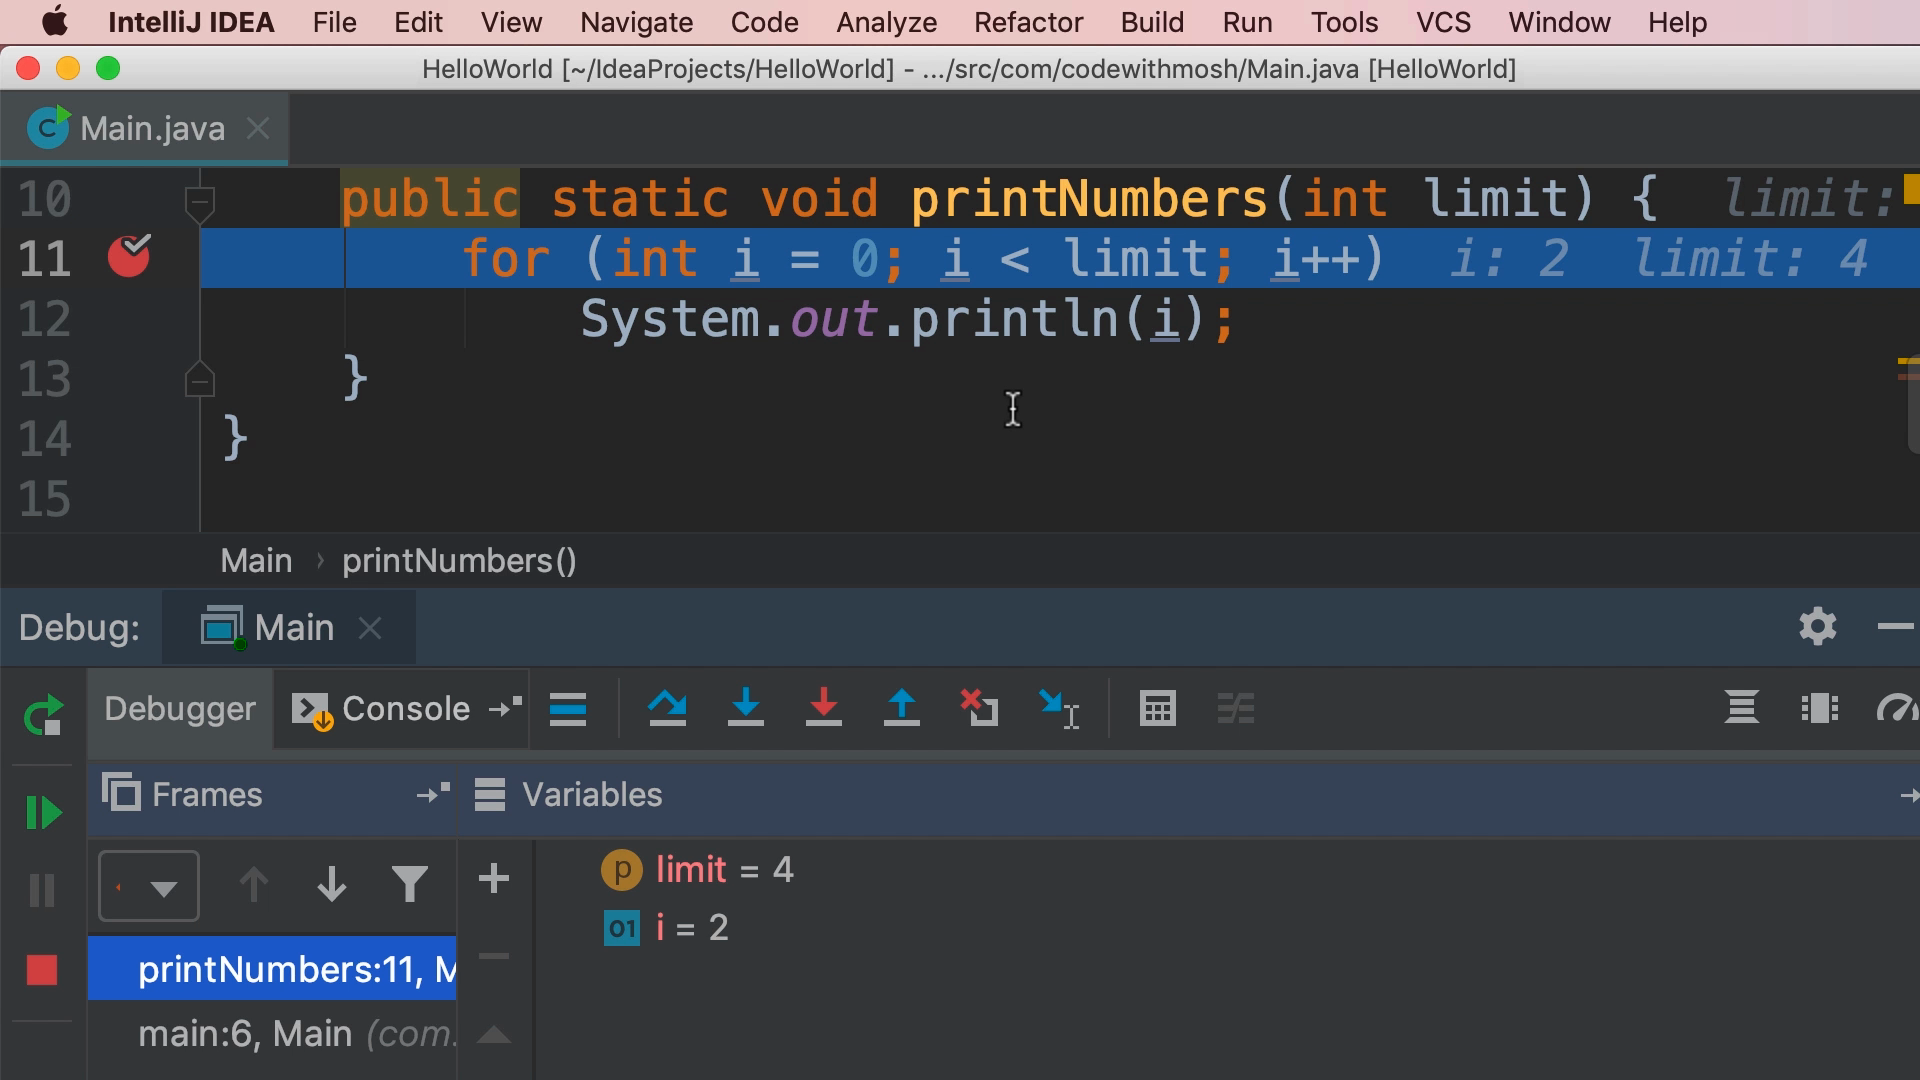 IntelliJ IDEA File Edit View Navigate Code Analyze Refactor Build Run Tools VCS Window Help
HelloWorld [~/IdeaProjects/HelloWorld] - .../src/com/codewithmosh/Main.java [HelloWorld]
C Main.java
10 public static void printNumbers(int limit) { limit:
11 for (int i = 0; i < limit; i++) i: 2 limit: 4
12 System.out.println(i);
13 }
14 }
15
Main › printNumbers()
Debug: Main
Debugger Console
Frames Variables
p limit = 4
01 i = 2
printNumbers:11, M
main:6, Main (com.